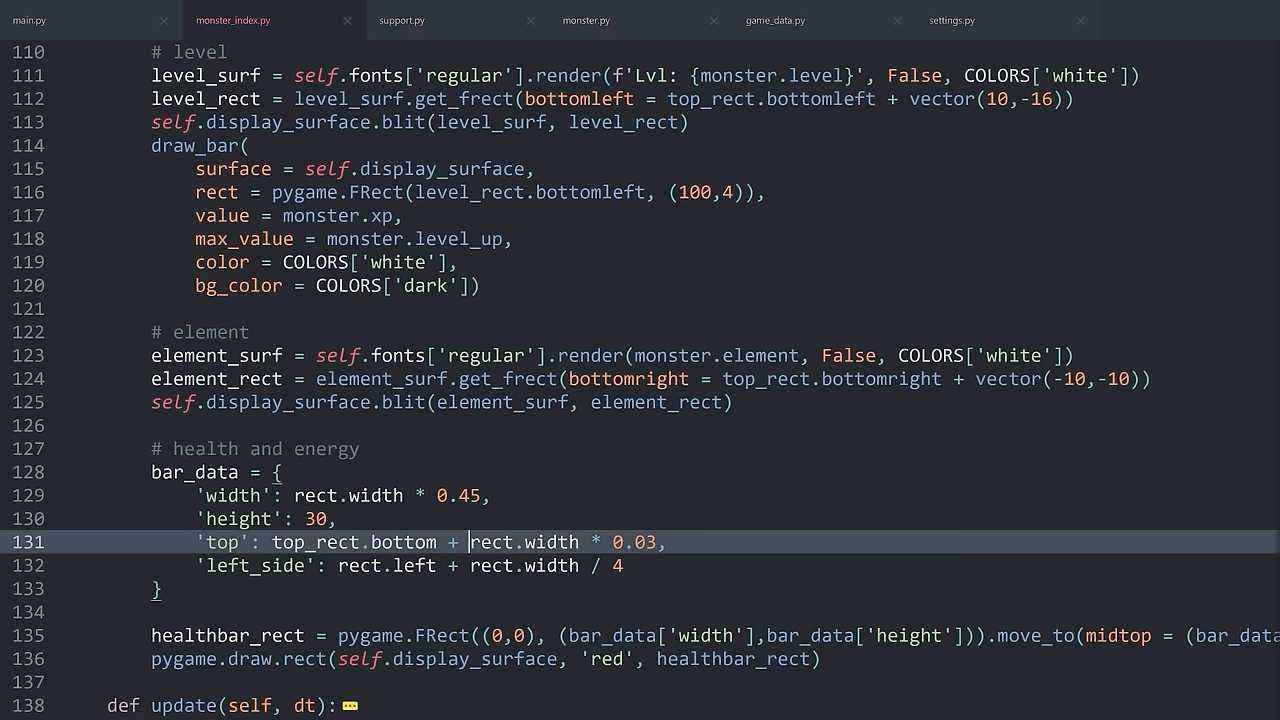 main.py monster_index.py support.py monster.py game_data.py settings.py
110 # level
111 level_surf = self.fonts['regular'].render(f'Lvl: {monster.level}', False, COLORS['white'])
112 level_rect = level_surf.get_frect(bottomleft = top_rect.bottomleft + vector(10,-16))
113 self.display_surface.blit(level_surf, level_rect)
114 draw_bar(
115 surface = self.display_surface,
116 rect = pygame.FRect(level_rect.bottomleft, (100,4)),
117 value = monster.xp,
118 max_value = monster.level_up,
119 color = COLORS['white'],
120 bg_color = COLORS['dark'])
121
122 # element
123 element_surf = self.fonts['regular'].render(monster.element, False, COLORS['white'])
124 element_rect = element_surf.get_frect(bottomright = top_rect.bottomright + vector(-10,-10))
125 self.display_surface.blit(element_surf, element_rect)
126
127 # health and energy
128 bar_data = {
129 'width': rect.width * 0.45,
130 'height': 30,
131 'top': top_rect.bottom + rect.width * 0.03,
132 'left_side': rect.left + rect.width / 4
133 }
134
135 healthbar_rect = pygame.FRect((0,0), (bar_data['width'],bar_data['height'])).move_to(midtop = (bar_data
136 pygame.draw.rect(self.display_surface, 'red', healthbar_rect)
137
138 def update(self, dt):